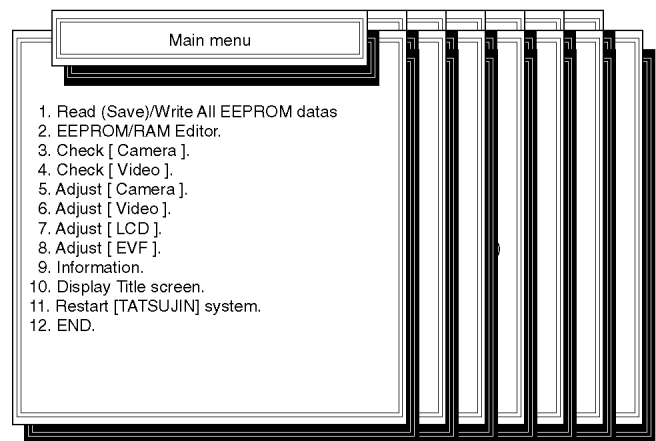 Main menu
1. Read (Save)/Write All EEPROM datas
2. EEPROM/RAM Editor.
3. Check [ Camera ].
4. Check [ Video ].
5. Adjust [ Camera ].
6. Adjust [ Video ].
7. Adjust [ LCD ].
8. Adjust [ EVF ].
9. Information.
10. Display Title screen.
11. Restart [TATSUJIN] system.
12. END.
)